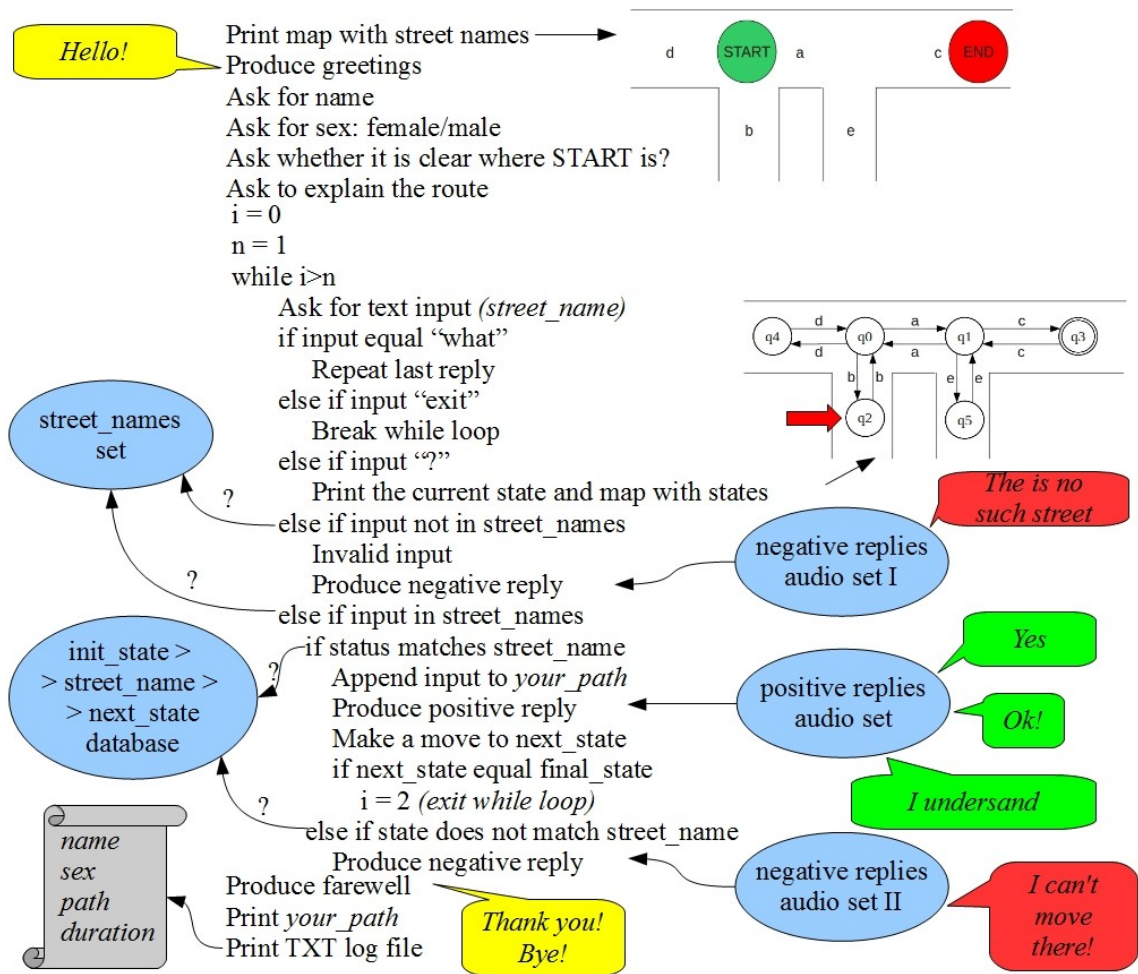 Hello!
Print map with street names
Produce greetings
Ask for name
Ask for sex: female/male
Ask whether it is clear where START is?
Ask to explain the route
i = 0
n = 1
while i>n
Ask for text input (street_name)
if input equal “what”
Repeat last reply
else if input “exit”
Break while loop
else if input “?”
Print the current state and map with states
else if input not in street_names
Invalid input
Produce negative reply
else if input in street_names
if status matches street_name
Append input to your_path
Produce positive reply
Make a move to next_state
if next_state equal final_state
i = 2 (exit while loop)
else if state does not match street_name
Produce negative reply
Produce farewell
Print your_path
Print TXT log file
d
START
a
c
END
b
e
q4
d
d
q0
a
a
q1
c
c
q3
b
b
e
e
q2
q5
street_names
set
?
?
init_state >
> street_name >
> next_state
database
?
?
name
sex
path
duration
The is no
such street
negative replies
audio set I
Yes
positive replies
audio set
Ok!
I undersand
negative replies
audio set II
I can't
move
there!
Thank you!
Bye!